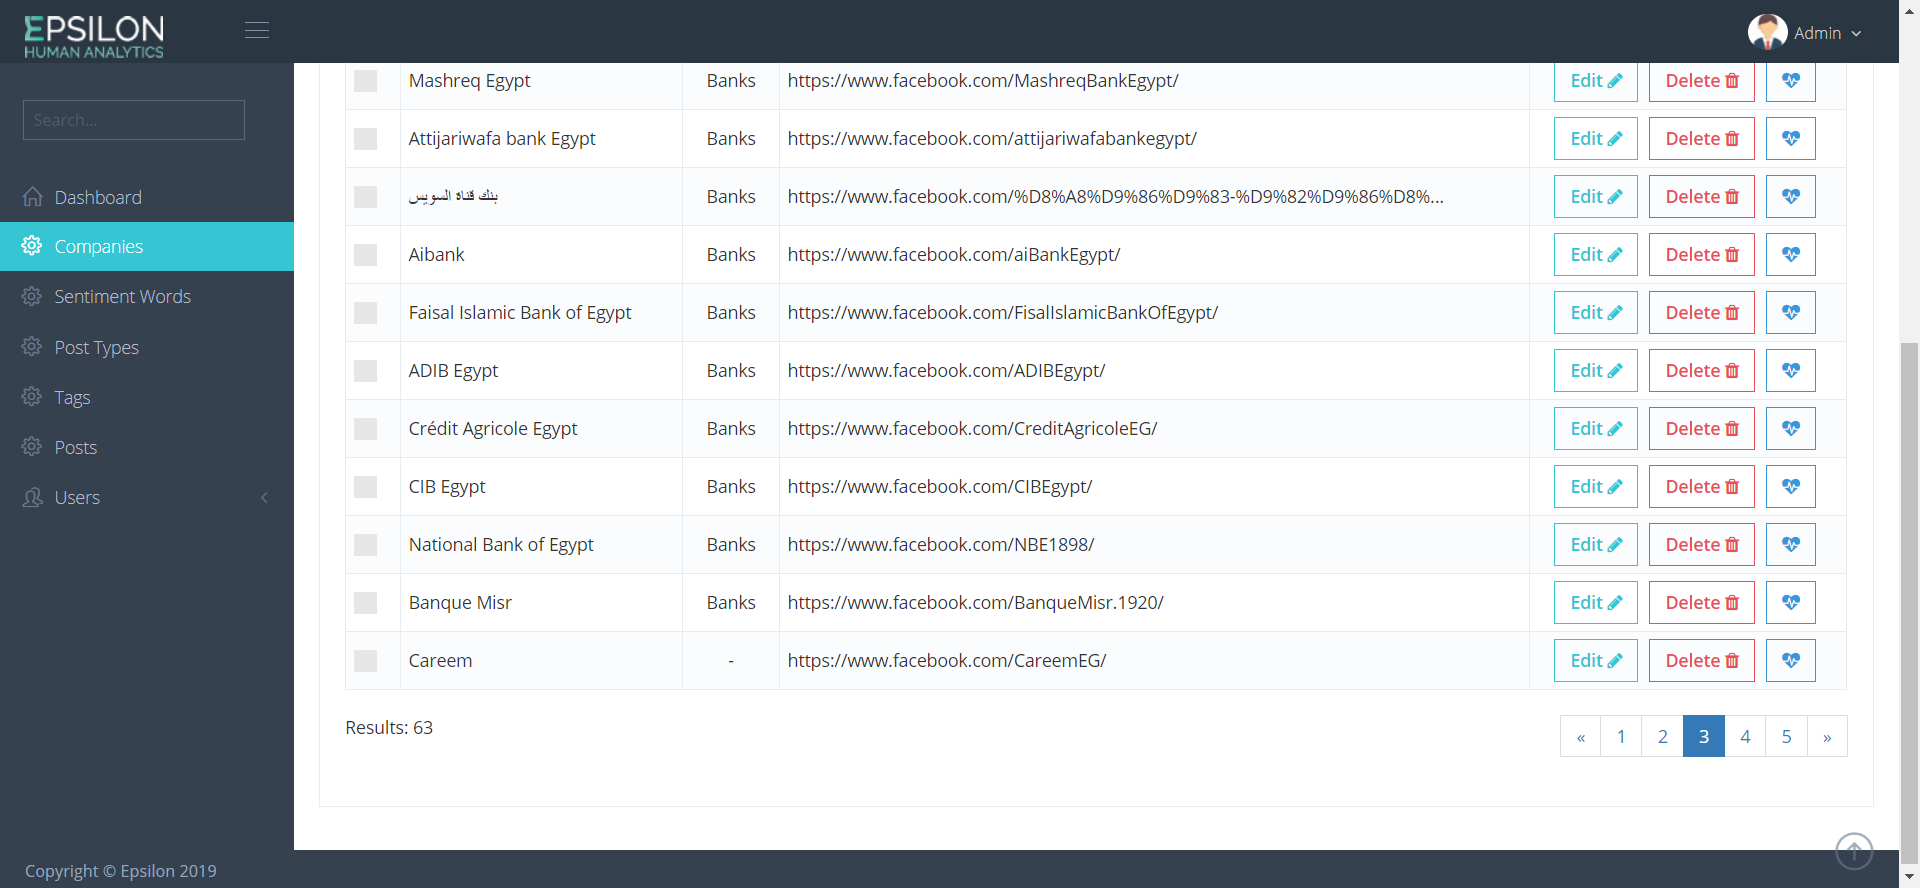 EPSILON
HUMAN ANALYTICS
Admin
Search...
Dashboard
Companies
Sentiment Words
Post Types
Tags
Posts
Users
Mashreq Egypt Banks https://www.facebook.com/MashreqBankEgypt/ Edit Delete
Attijariwafa bank Egypt Banks https://www.facebook.com/attijariwafabankegypt/ Edit Delete
بنك قناة السويس Banks https://www.facebook.com/%D8%A8%D9%86%D9%83-%D9%82%D9%86%D8%... Edit Delete
Aibank Banks https://www.facebook.com/aiBankEgypt/ Edit Delete
Faisal Islamic Bank of Egypt Banks https://www.facebook.com/FisalIslamicBankOfEgypt/ Edit Delete
ADIB Egypt Banks https://www.facebook.com/ADIBEgypt/ Edit Delete
Crédit Agricole Egypt Banks https://www.facebook.com/CreditAgricoleEG/ Edit Delete
CIB Egypt Banks https://www.facebook.com/CIBEgypt/ Edit Delete
National Bank of Egypt Banks https://www.facebook.com/NBE1898/ Edit Delete
Banque Misr Banks https://www.facebook.com/BanqueMisr.1920/ Edit Delete
Careem - https://www.facebook.com/CareemEG/ Edit Delete
Results: 63
« 1 2 3 4 5 »
Copyright © Epsilon 2019